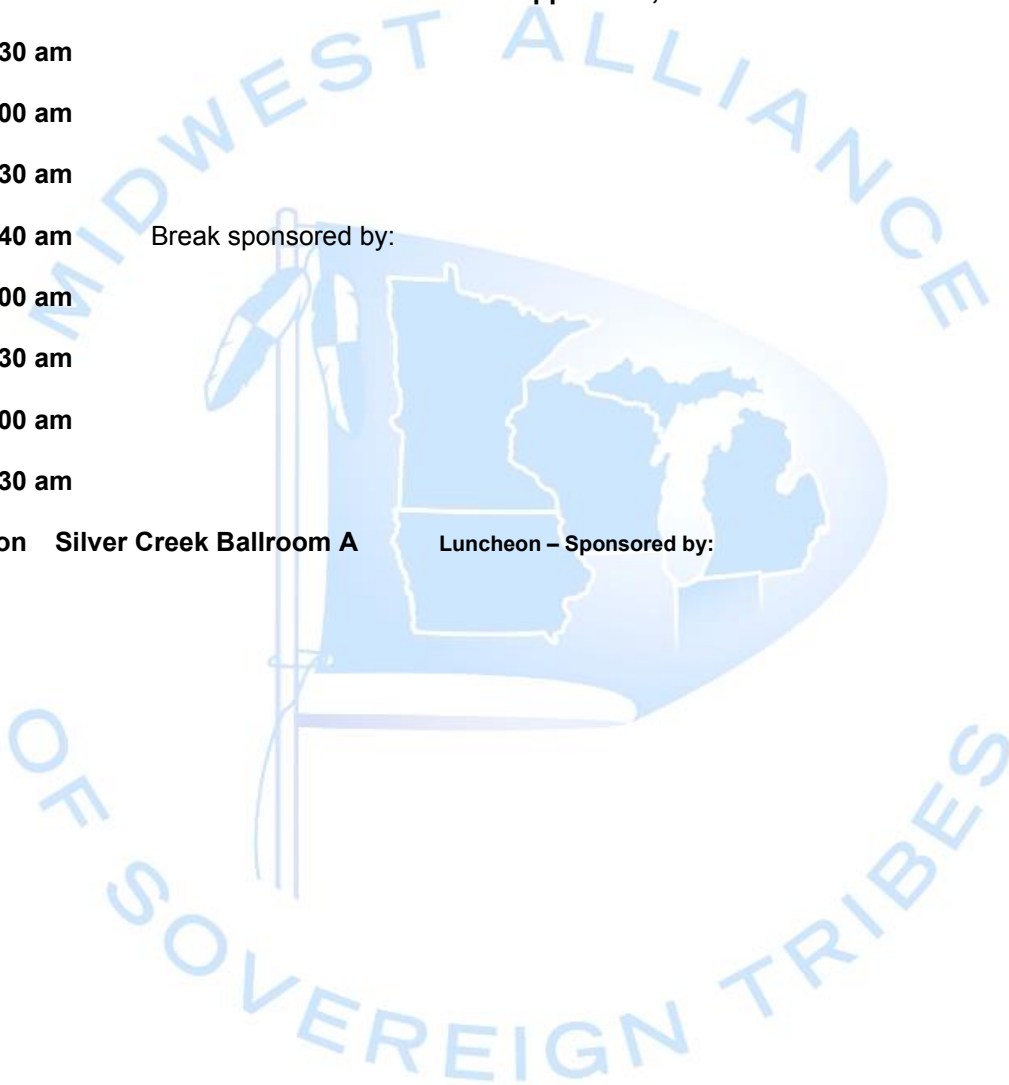 30 am
00 am
30 am
40 am Break sponsored by:
00 am
30 am
00 am
30 am
on Silver Creek Ballroom A Luncheon – Sponsored by:
MIDWEST ALLIANCE
OF SOVEREIGN TRIBES